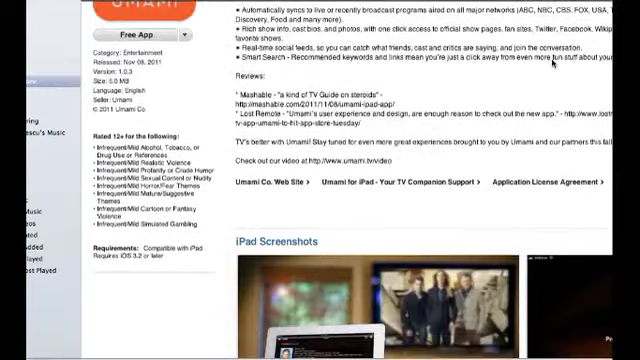 UMAMI
Free App
Category: Entertainment
Released: Nov 08, 2011
Version: 1.0.3
Size: 5.0 MB
Language: English
Seller: Umami
© 2011 Umami Co
Rated 12+ for the following:
• Infrequent/Mild Alcohol, Tobacco, or
Drug Use or References
• Infrequent/Mild Realistic Violence
• Infrequent/Mild Profanity or Crude Humor
• Infrequent/Mild Sexual Content or Nudity
• Infrequent/Mild Horror/Fear Themes
• Infrequent/Mild Mature/Suggestive
Themes
• Infrequent/Mild Cartoon or Fantasy
Violence
• Infrequent/Mild Simulated Gambling
Requirements: Compatible with iPad
Requires iOS 3.2 or later
• Automatically syncs to live or recently broadcast programs aired on all major networks (ABC, NBC, CBS, FOX, USA, T
Discovery, Food and many more).
• Rich show info, cast bios, and photos, with one click access to official show pages, fan sites, Twitter, Facebook, Wikip
favorite shows.
• Real-time social feeds, so you can catch what friends, cast and critics are saying, and join the conversation.
• Smart Search - Recommended keywords and links mean you're just a click away from even more fun stuff about your
Reviews:
* Mashable - "a kind of TV Guide on steroids" -
http://mashable.com/2011/11/08/umami-ipad-app/
* Lost Remote - "Umami's user experience and design, are enough reason to check out the new app." - http://www.lostr
tv-app-umami-to-hit-app-store-tuesday/
TV's better with Umami! Stay tuned for even more great experiences brought to you by Umami and our partners this fall
Check out our video at http://www.umami.tv/video
Umami Co. Web Site >
Umami for iPad - Your TV Companion Support >
Application License Agreement >
iPad Screenshots
ring
escu's Music
Music
os
ated
Added
Played
ost Played